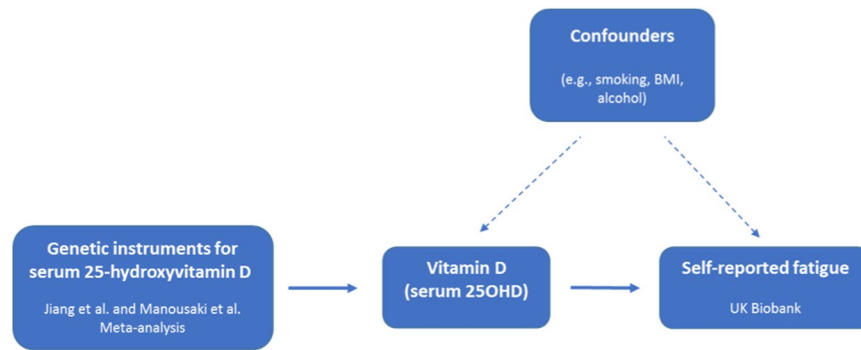 Confounders
(e.g., smoking, BMI,
alcohol)
Genetic instruments for
serum 25-hydroxyvitamin D
Jiang et al. and Manousaki et al.
Meta-analysis
Vitamin D
(serum 25OHD)
Self-reported fatigue
UK Biobank